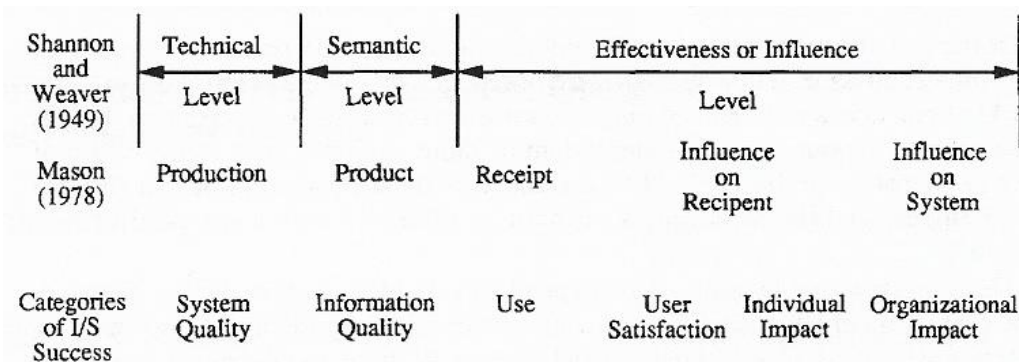 Shannon and Weaver (1949)
Technical Level
Semantic Level
Effectiveness or Influence Level
Mason (1978)
Production
Product
Receipt
Influence on Recipent
Influence on System
Categories of I/S Success
System Quality
Information Quality
Use
User Satisfaction
Individual Impact
Organizational Impact